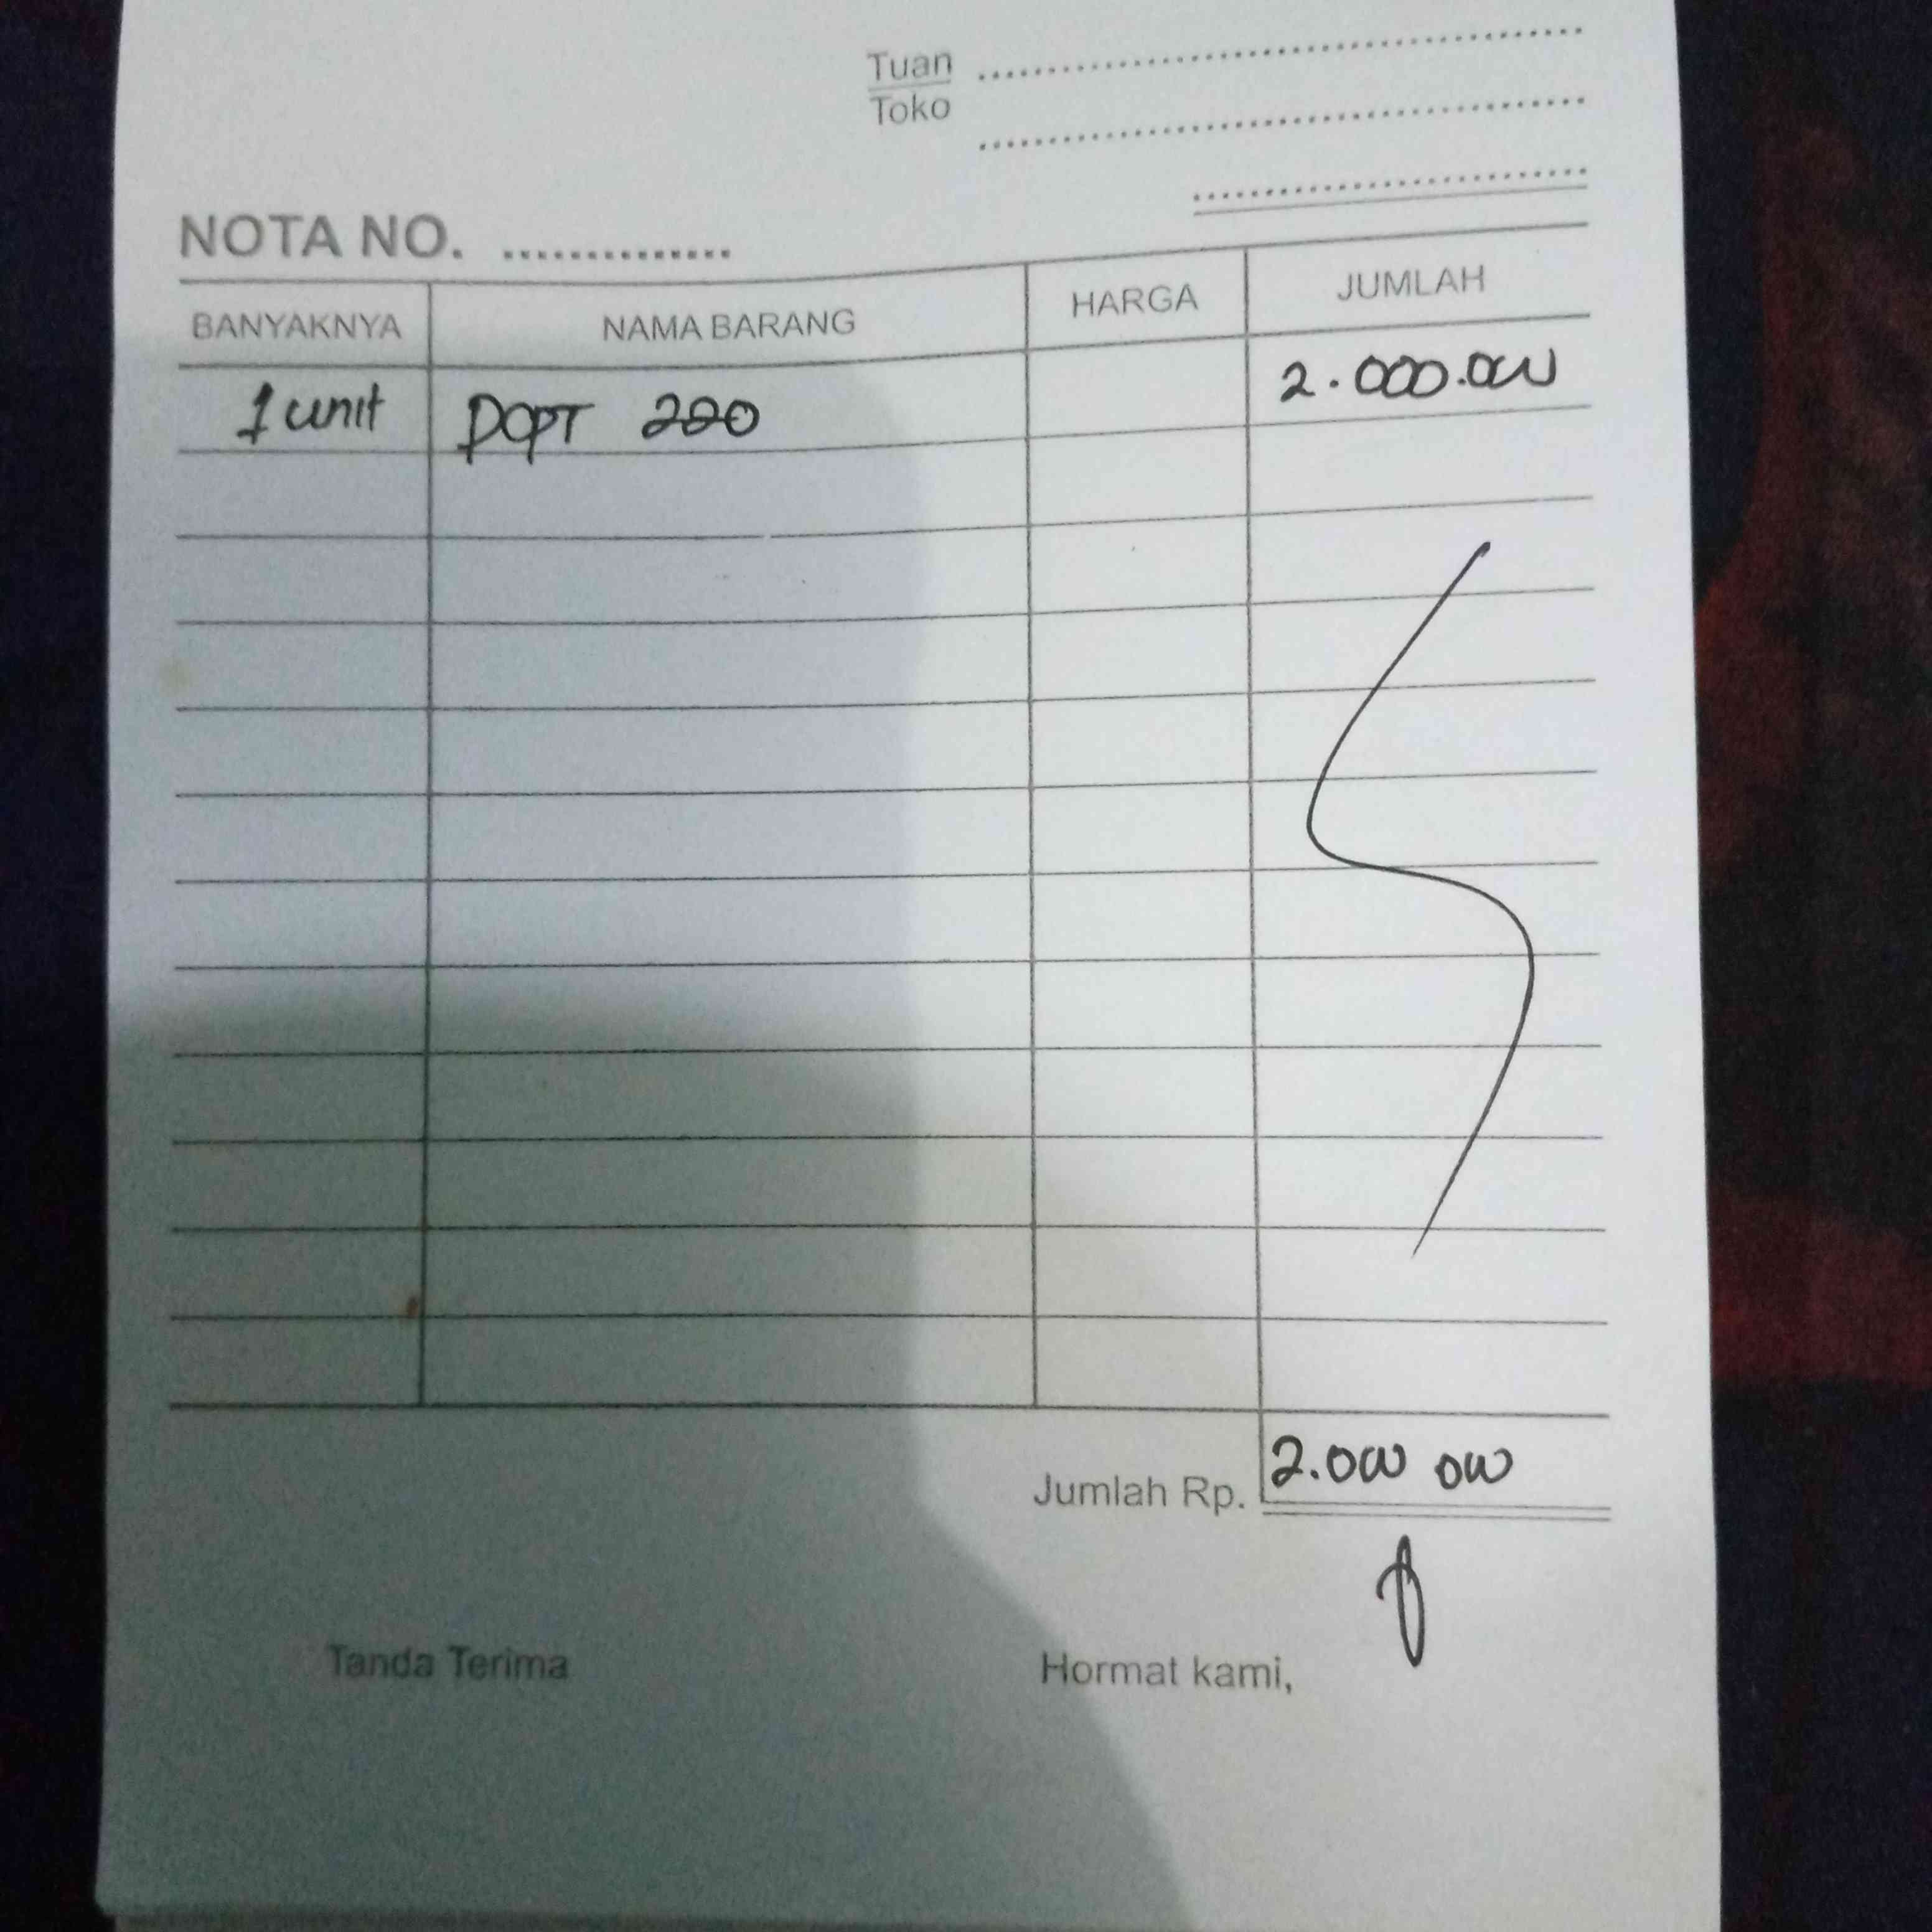 Tuan
Toko
NOTA NO. ..............
BANYAKNYA NAMA BARANG HARGA JUMLAH
1 unit DCPT 220 2.000.000
Jumlah Rp. 2.000 000
Tanda Terima Hormat kami,